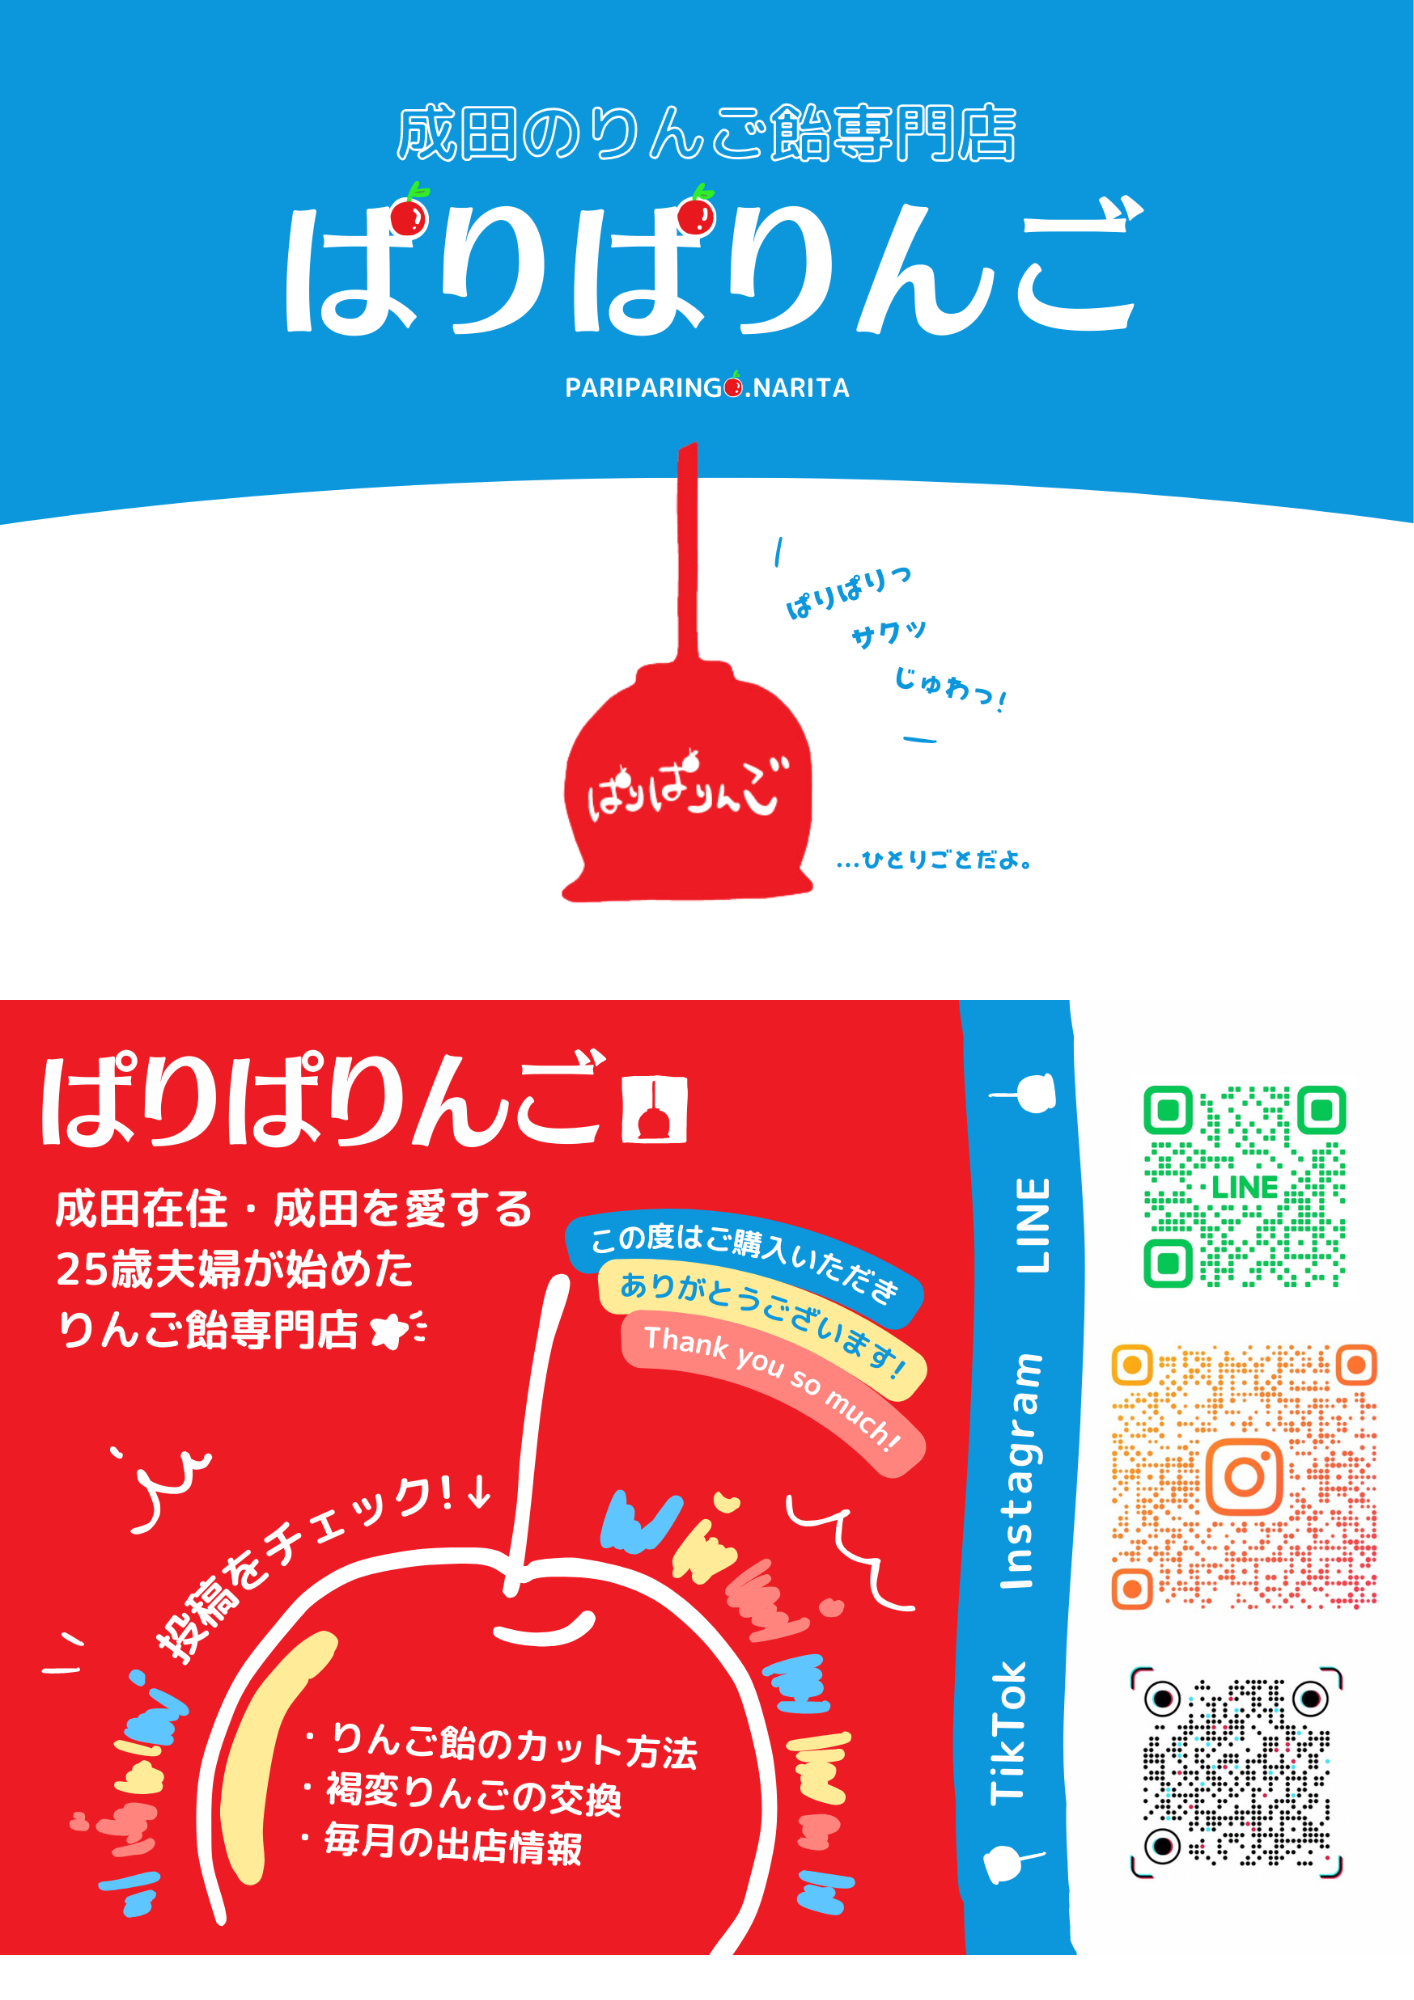 成田のりんご飴専門店
ぱりぱりんご
PARIPARINGO.NARITA
ぱりぱりっ
サクッ
じゅわっ!
ぱりぱりんご
...ひとりごとだよ。
ぱりぱりんご
成田在住・成田を愛する
25歳夫婦が始めた
りんご飴専門店
この度はご購入いただき
ありがとうございます!
Thank you so much!
投稿をチェック!↓
・りんご飴のカット方法
・褐変りんごの交換
・毎月の出店情報
LINE
Instagram
TikTok
LINE